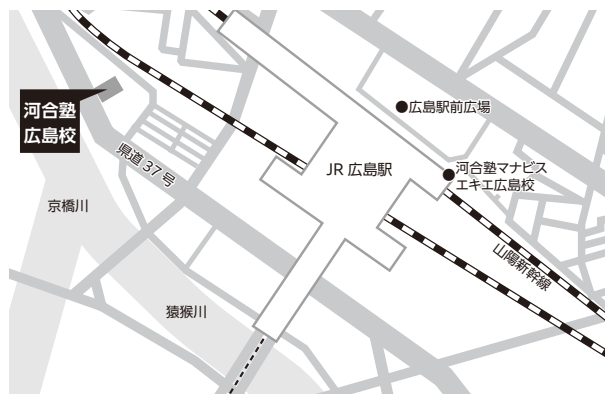 河合塾
広島校
広島駅前広場
JR 広島駅
河合塾マナビス
エキエ広島校
県道 37 号
京橋川
山陽新幹線
猿猴川